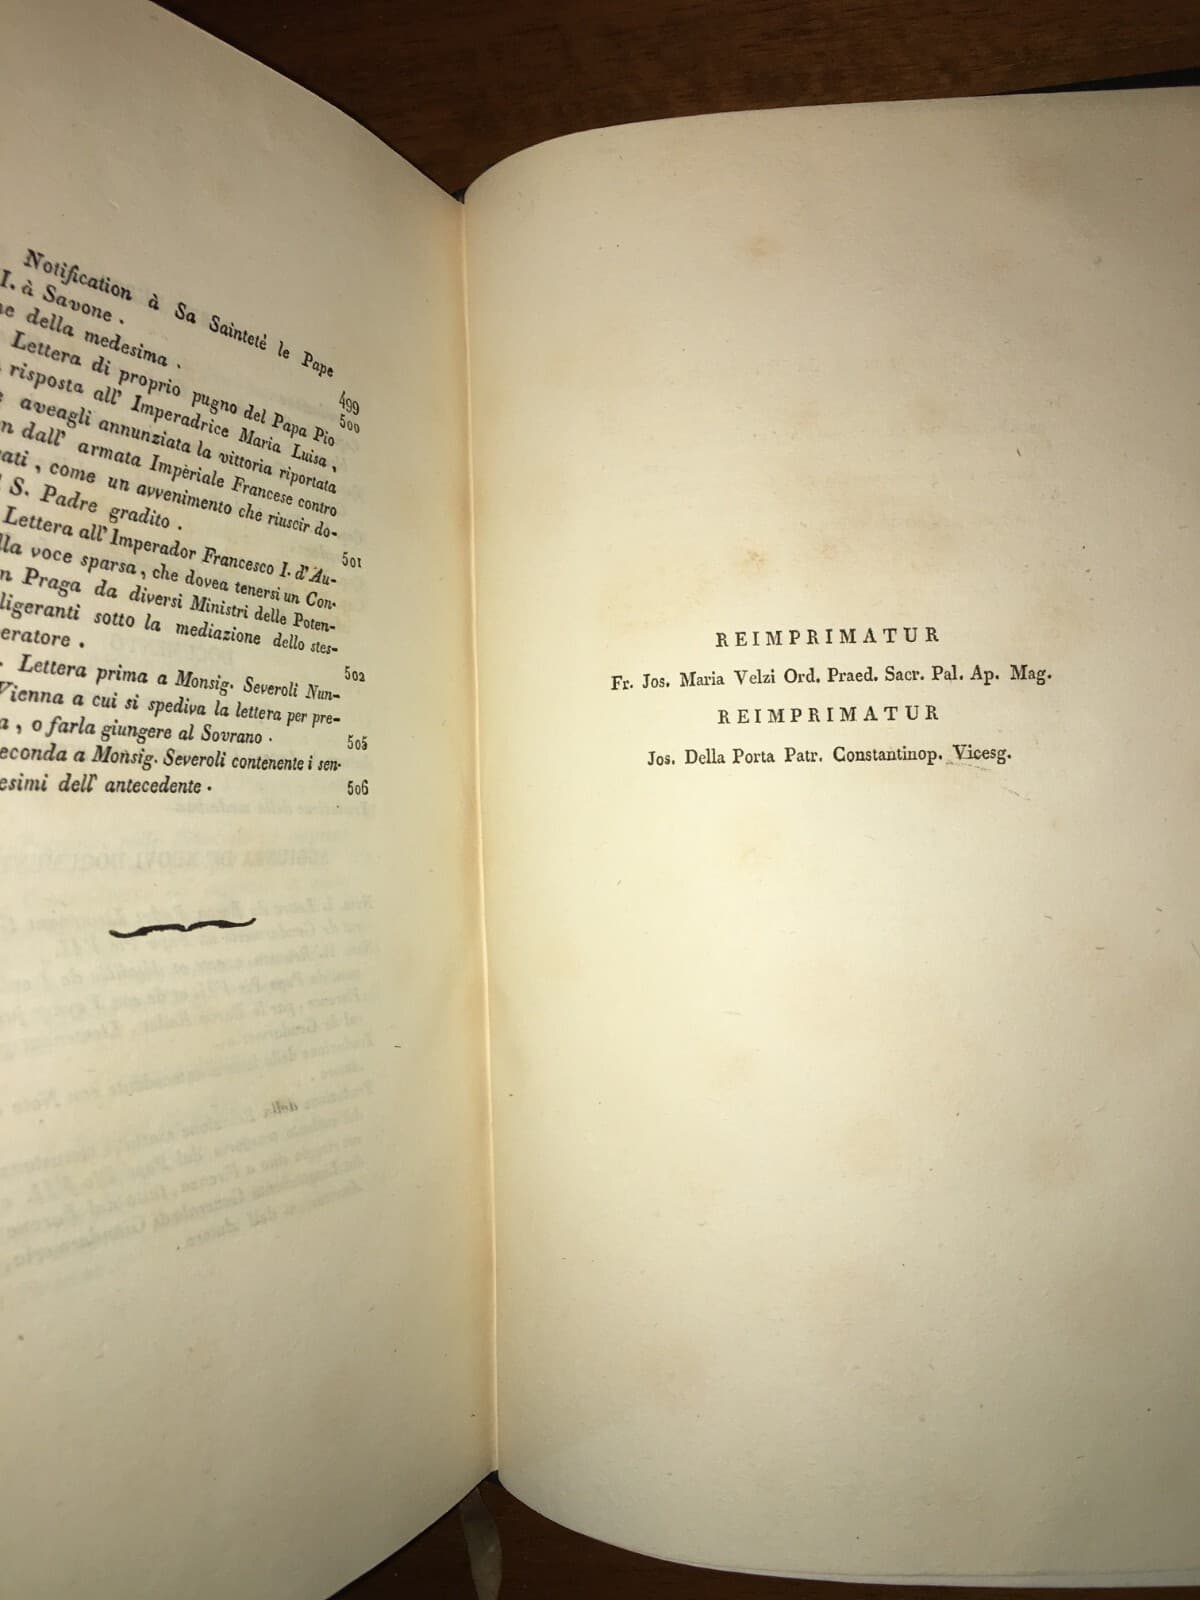 Notification à Sa Sainteté le Pape
I. à Savone . 499
ne della medesima . 500
Lettera di proprio pugno del Papa Pio
risposta all' Imperadrice Maria Luisa ,
aveagli annunziata la vittoria riportata
n dall' armata Imperiale Francese contro
ati , come un avvenimento che riuscir do-
S. Padre gradito . 501
Lettera all' Imperador Francesco I. d'Au-
lla voce sparsa , che dovea tenersi un Con-
n Praga da diversi Ministri delle Poten-
ligeranti sotto la mediazione dello stes-
eratore . 502
. Lettera prima a Monsig. Severoli Nun-
Vienna a cui si spediva la lettera per pre-
a , o farla giungere al Sovrano . 505
econda a Monsig. Severoli contenente i sen-
esimi dell' antecedente . 506
REIMPRIMATUR
Fr. Jos. Maria Velzi Ord. Praed. Sacr. Pal. Ap. Mag.
REIMPRIMATUR
Jos. Della Porta Patr. Constantinop. Vicesg.